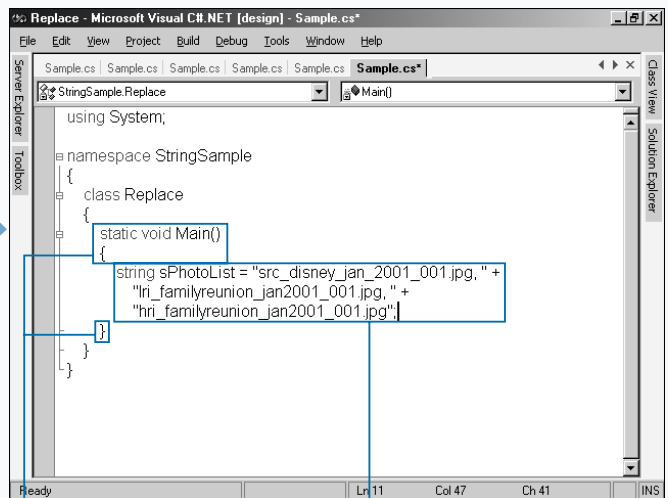 Replace - Microsoft Visual C#.NET [design] - Sample.cs*
File Edit View Project Build Debug Tools Window Help
Sample.cs Sample.cs Sample.cs Sample.cs Sample.cs Sample.cs*
StringSample.Replace Main()
Server Explorer
Toolbox
Class View
Solution Explorer
using System;
namespace StringSample
{
class Replace
{
static void Main()
{
string sPhotoList = "src_disney_jan_2001_001.jpg, " +
"lri_familyreunion_jan2001_001.jpg, " +
"hri_familyreunion_jan2001_001.jpg";
}
}
}
Ready Ln 11 Col 47 Ch 41 INS